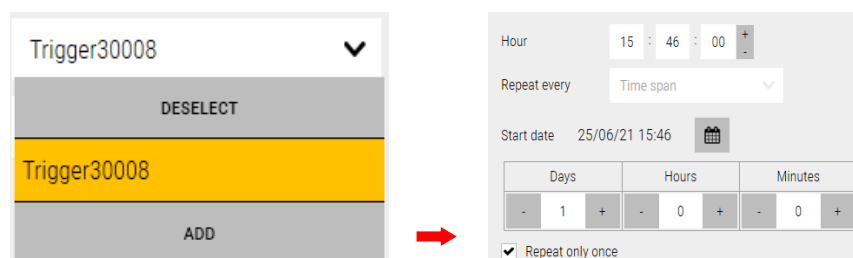 Trigger30008
DESELECT
Trigger30008
ADD
Hour 15 : 46 : 00 + -
Repeat every Time span
Start date 25/06/21 15:46
Days Hours Minutes
- 1 + - 0 + - 0 +
Repeat only once